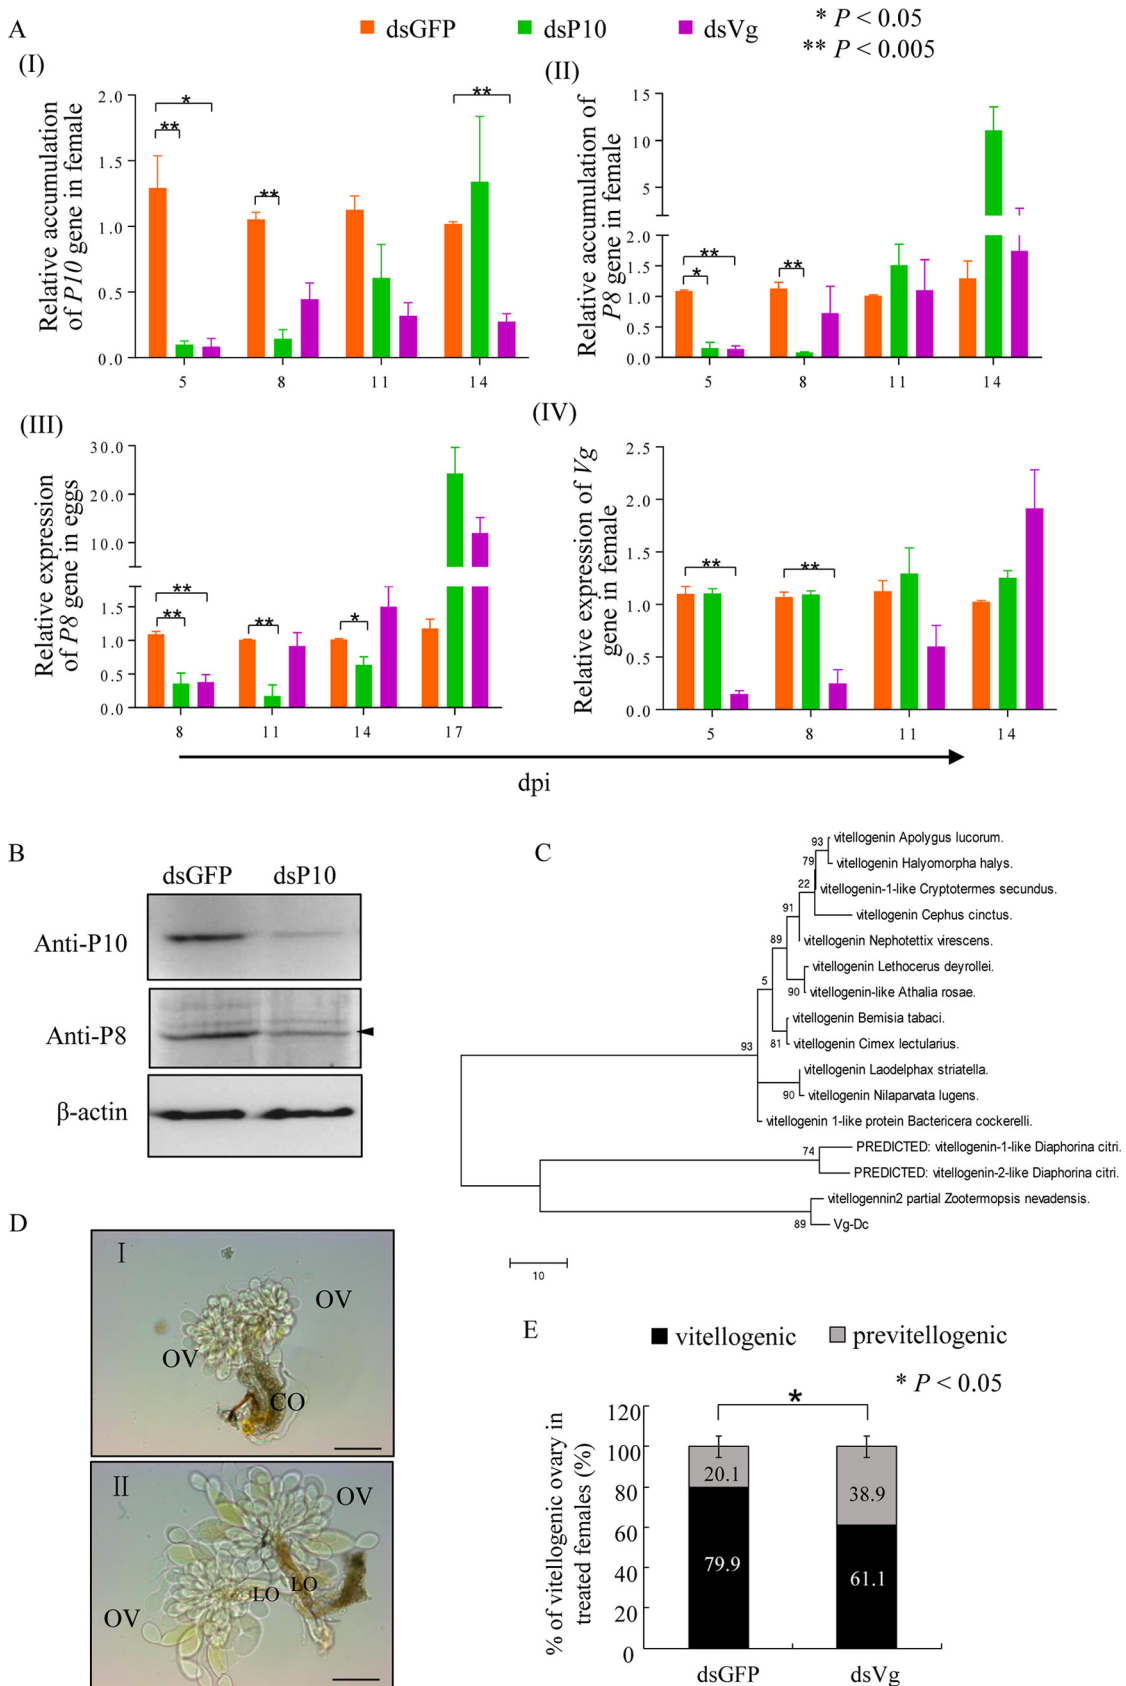 A
dsGFP dsP10 dsVg
* P < 0.05
** P < 0.005
(I)
Relative accumulation
of P10 gene in female
2.0
1.5
1.0
0.5
0.0
* ** ** **
5 8 11 14
(II)
Relative accumulation of
P8 gene in female
15
10
5
2.0
1.5
1.0
0.5
0.0
** * **
5 8 11 14
(III)
Relative expression
of P8 gene in eggs
30.0
20.0
10.0
1.5
1.0
0.5
0.0
** ** ** *
8 11 14 17
(IV)
Relative expression of Vg
gene in female
2.5
2.0
1.5
1.0
0.5
0.0
** **
5 8 11 14
dpi
B
dsGFP dsP10
Anti-P10
Anti-P8
β-actin
C
93
vitellogenin Apolygus lucorum.
79
vitellogenin Halyomorpha halys.
22
vitellogenin-1-like Cryptotermes secundus.
91
vitellogenin Cephus cinctus.
89
vitellogenin Nephotettix virescens.
vitellogenin Lethocerus deyrollei.
5
90
vitellogenin-like Athalia rosae.
vitellogenin Bemisia tabaci.
93
81
vitellogenin Cimex lectularius.
vitellogenin Laodelphax striatella.
90
vitellogenin Nilaparvata lugens.
vitellogenin 1-like protein Bactericera cockerelli.
74
PREDICTED: vitellogenin-1-like Diaphorina citri.
PREDICTED: vitellogenin-2-like Diaphorina citri.
vitellogennin2 partial Zootermopsis nevadensis.
89
Vg-Dc
10
D
I
OV
OV
CO
II
OV
LO
LO
OV
E
vitellogenic previtellogenic
* P < 0.05
% of vitellogenic ovary in
treated females (%)
120
100
80
60
40
20
0
*
20.1
38.9
79.9
61.1
dsGFP dsVg